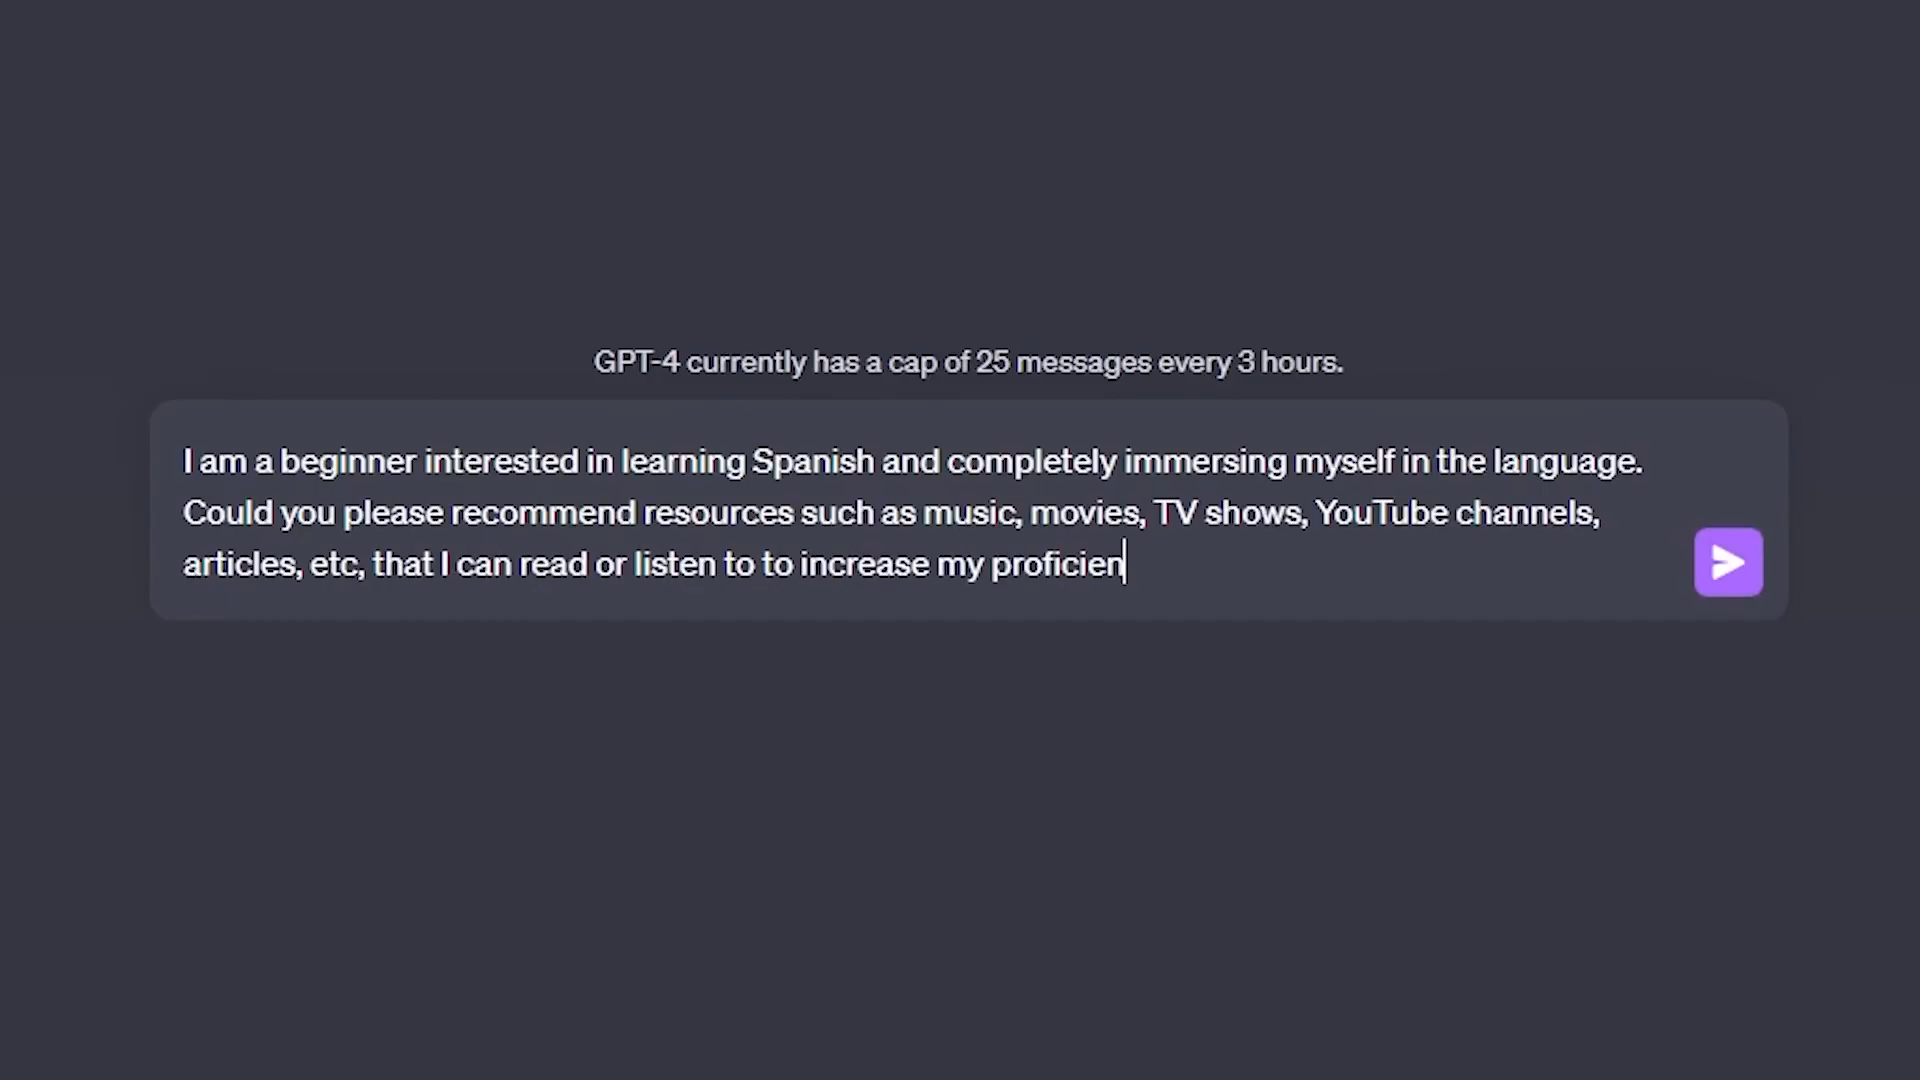 GPT-4 currently has a cap of 25 messages every 3 hours.
I am a beginner interested in learning Spanish and completely immersing myself in the language.
Could you please recommend resources such as music, movies, TV shows, YouTube channels,
articles, etc, that I can read or listen to to increase my proficien